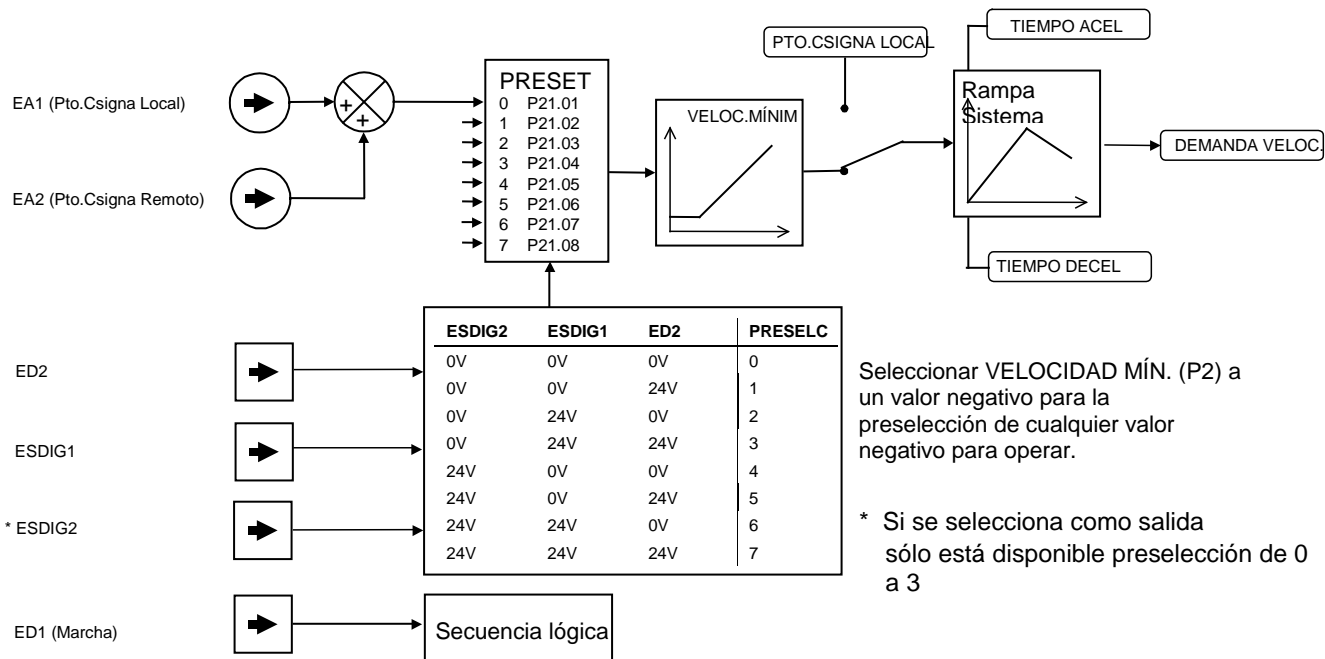 TIEMPO ACEL
PTO.CSIGNA LOCAL
EA1 (Pto.Csigna Local)
+
+
PRESET
0 P21.01
1 P21.02
2 P21.03
3 P21.04
4 P21.05
5 P21.06
6 P21.07
7 P21.08
VELOC.MÍNIM
Rampa
Sistema
DEMANDA VELOC.
EA2 (Pto.Csigna Remoto)
TIEMPO DECEL
ESDIG2 ESDIG1 ED2 PRESELC
0V 0V 0V 0
0V 0V 24V 1
0V 24V 0V 2
0V 24V 24V 3
24V 0V 0V 4
24V 0V 24V 5
24V 24V 0V 6
24V 24V 24V 7
ED2
ESDIG1
* ESDIG2
ED1 (Marcha)
Secuencia lógica
Seleccionar VELOCIDAD MÍN. (P2) a
un valor negativo para la
preselección de cualquier valor
negativo para operar.
* Si se selecciona como salida
sólo está disponible preselección de 0
a 3